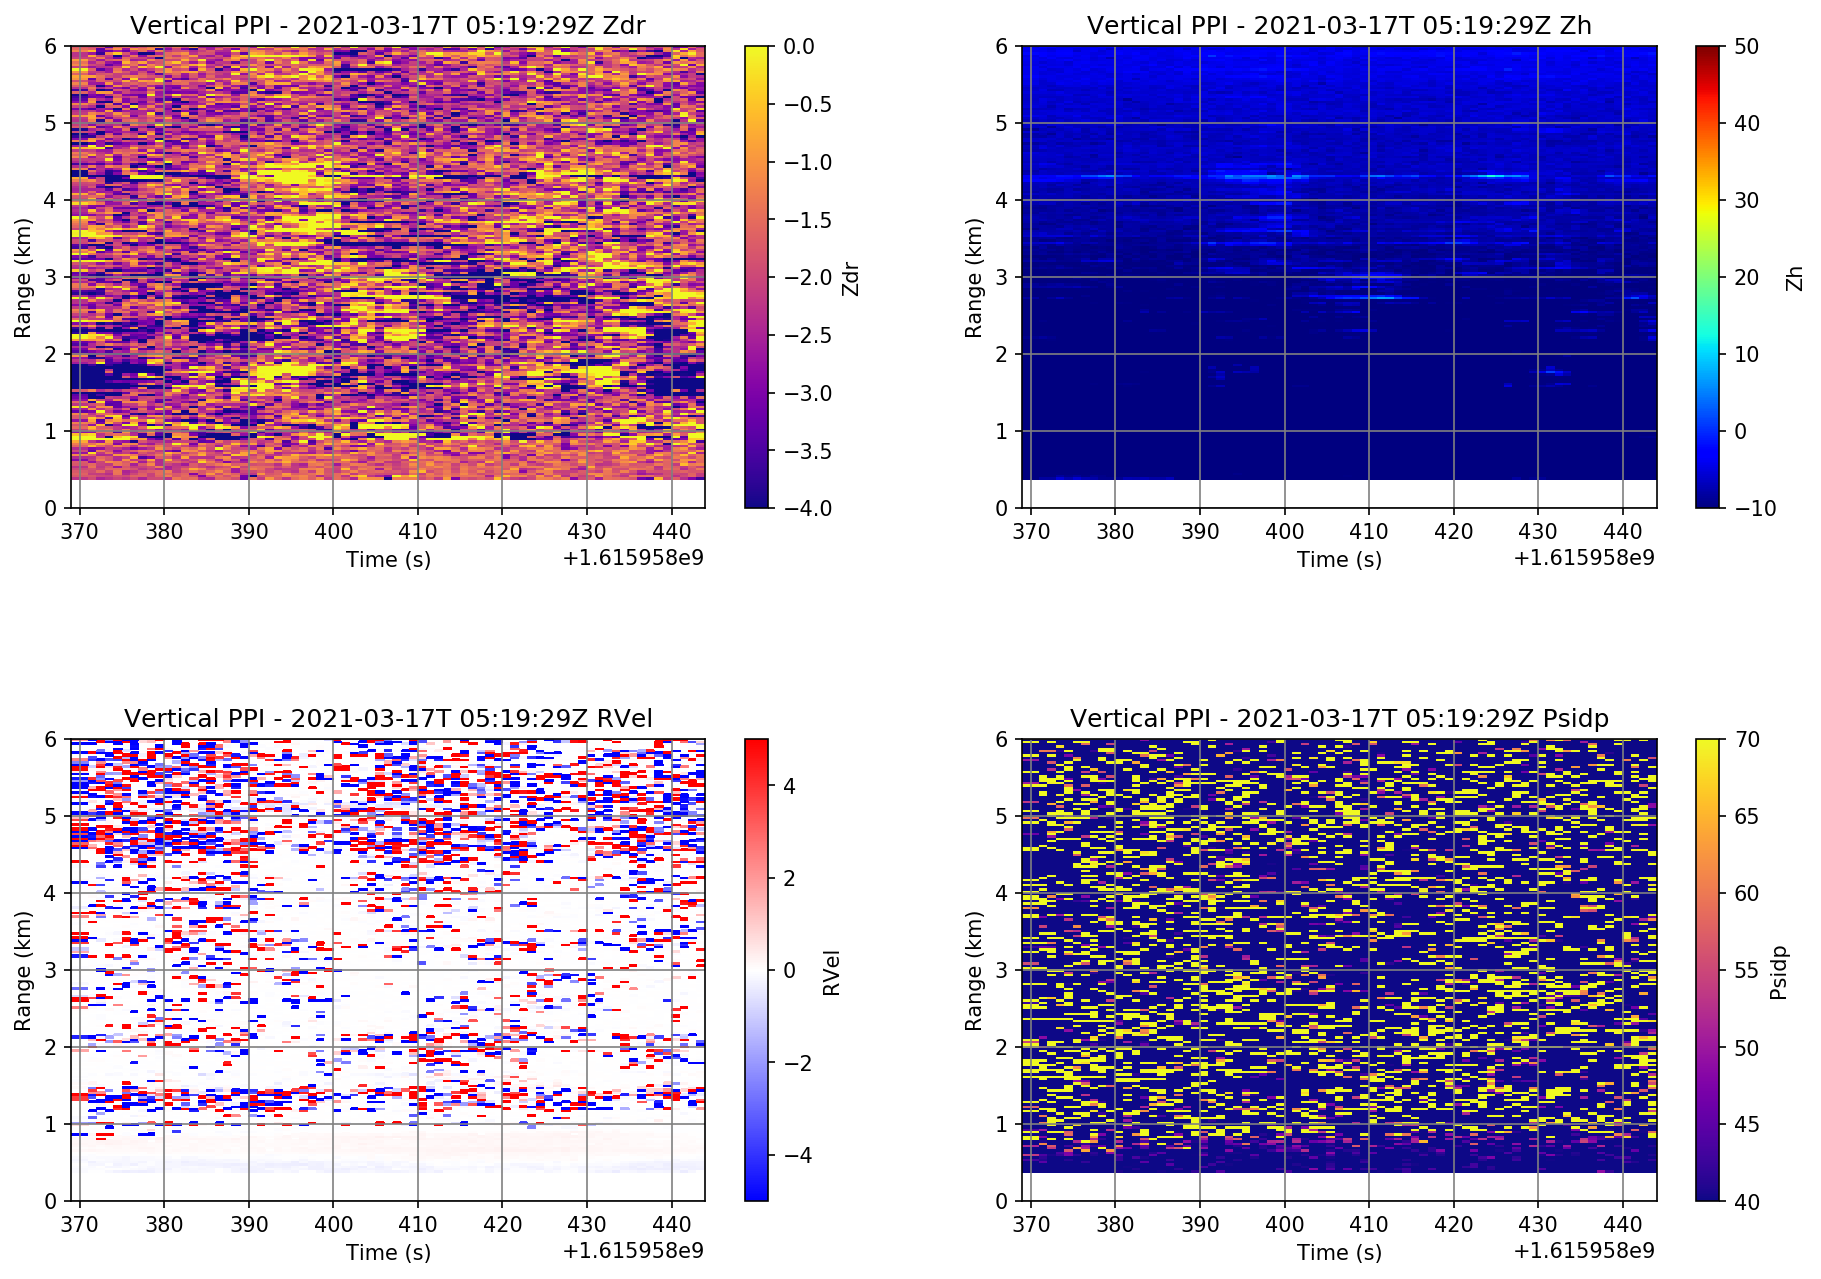 Vertical PPI - 2021-03-17T 05:19:29Z Zdr
6
5
4
3
2
1
0
Range (km)
370 380 390 400 410 420 430 440
Time (s)
+1.615958e9
0.0
−0.5
−1.0
−1.5
−2.0
−2.5
−3.0
−3.5
−4.0
Zdr
Vertical PPI - 2021-03-17T 05:19:29Z Zh
6
5
4
3
2
1
0
Range (km)
370 380 390 400 410 420 430 440
Time (s)
+1.615958e9
50
40
30
20
10
0
−10
Zh
Vertical PPI - 2021-03-17T 05:19:29Z RVel
6
5
4
3
2
1
0
Range (km)
370 380 390 400 410 420 430 440
Time (s)
+1.615958e9
4
2
0
−2
−4
RVel
Vertical PPI - 2021-03-17T 05:19:29Z Psidp
6
5
4
3
2
1
0
Range (km)
370 380 390 400 410 420 430 440
Time (s)
+1.615958e9
70
65
60
55
50
45
40
Psidp